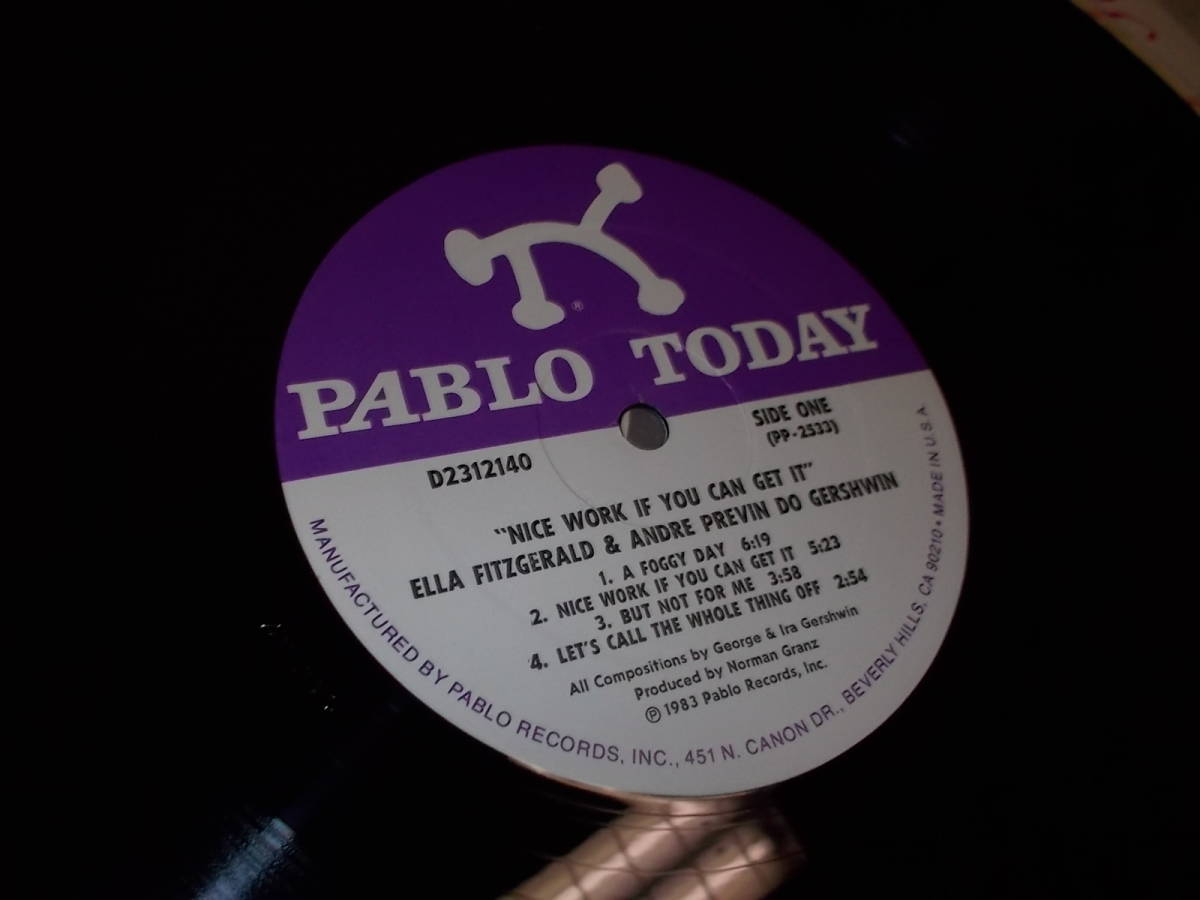 ®
PABLO TODAY
D2312140
SIDE ONE
(PP-2533)
"NICE WORK IF YOU CAN GET IT"
ELLA FITZGERALD & ANDRE PREVIN DO GERSHWIN
1. A FOGGY DAY 6:19
2. NICE WORK IF YOU CAN GET IT 5:23
3. BUT NOT FOR ME 3:58
4. LET'S CALL THE WHOLE THING OFF 2:54
All Compositions by George & Ira Gershwin
Produced by Norman Granz
℗ 1983 Pablo Records, Inc.
MANUFACTURED BY PABLO RECORDS, INC., 451 N. CANON DR., BEVERLY HILLS, CA 90210 • MADE IN U.S.A.